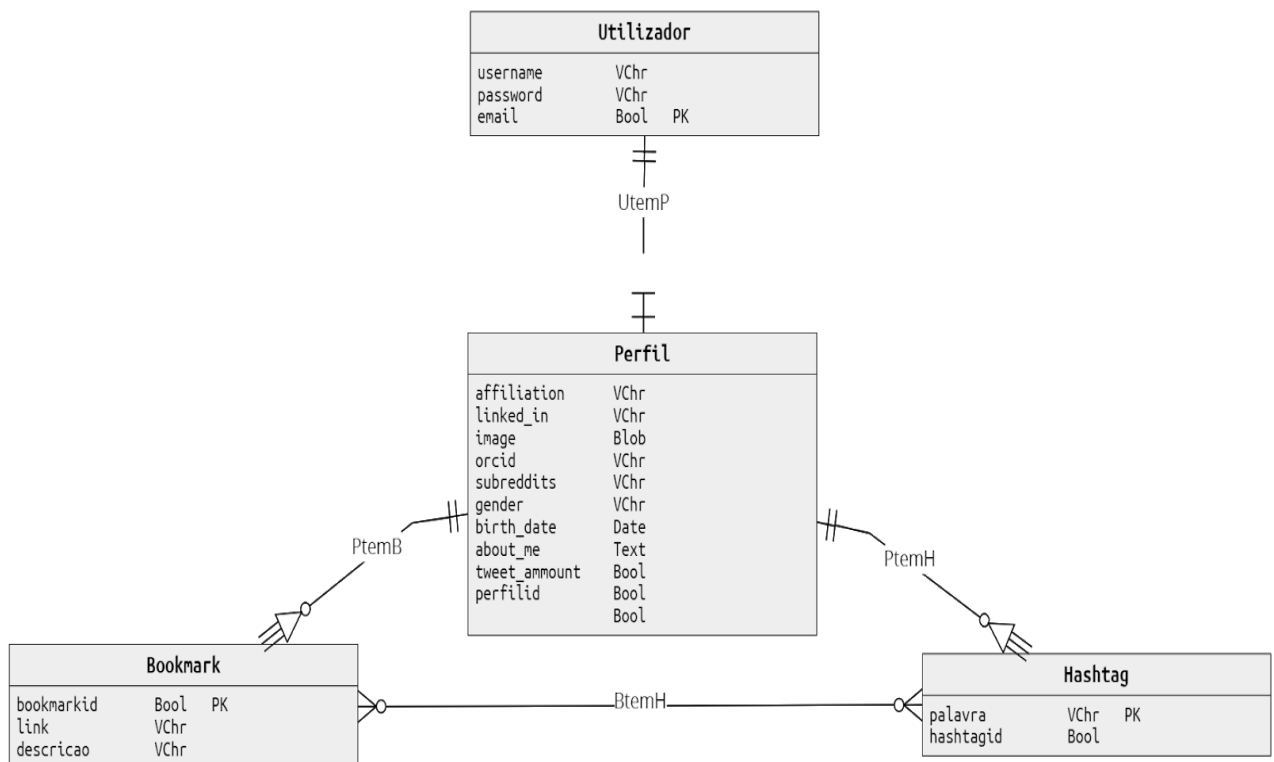 Utilizador
username VChr
password VChr
email Bool PK
UtemP
Perfil
affiliation VChr
linked_in VChr
image Blob
orcid VChr
subreddits VChr
gender VChr
birth_date Date
about_me Text
tweet_ammount Bool
perfilid Bool
Bool
PtemB
PtemH
Bookmark
bookmarkid Bool PK
link VChr
descricao VChr
BtemH
Hashtag
palavra VChr PK
hashtagid Bool